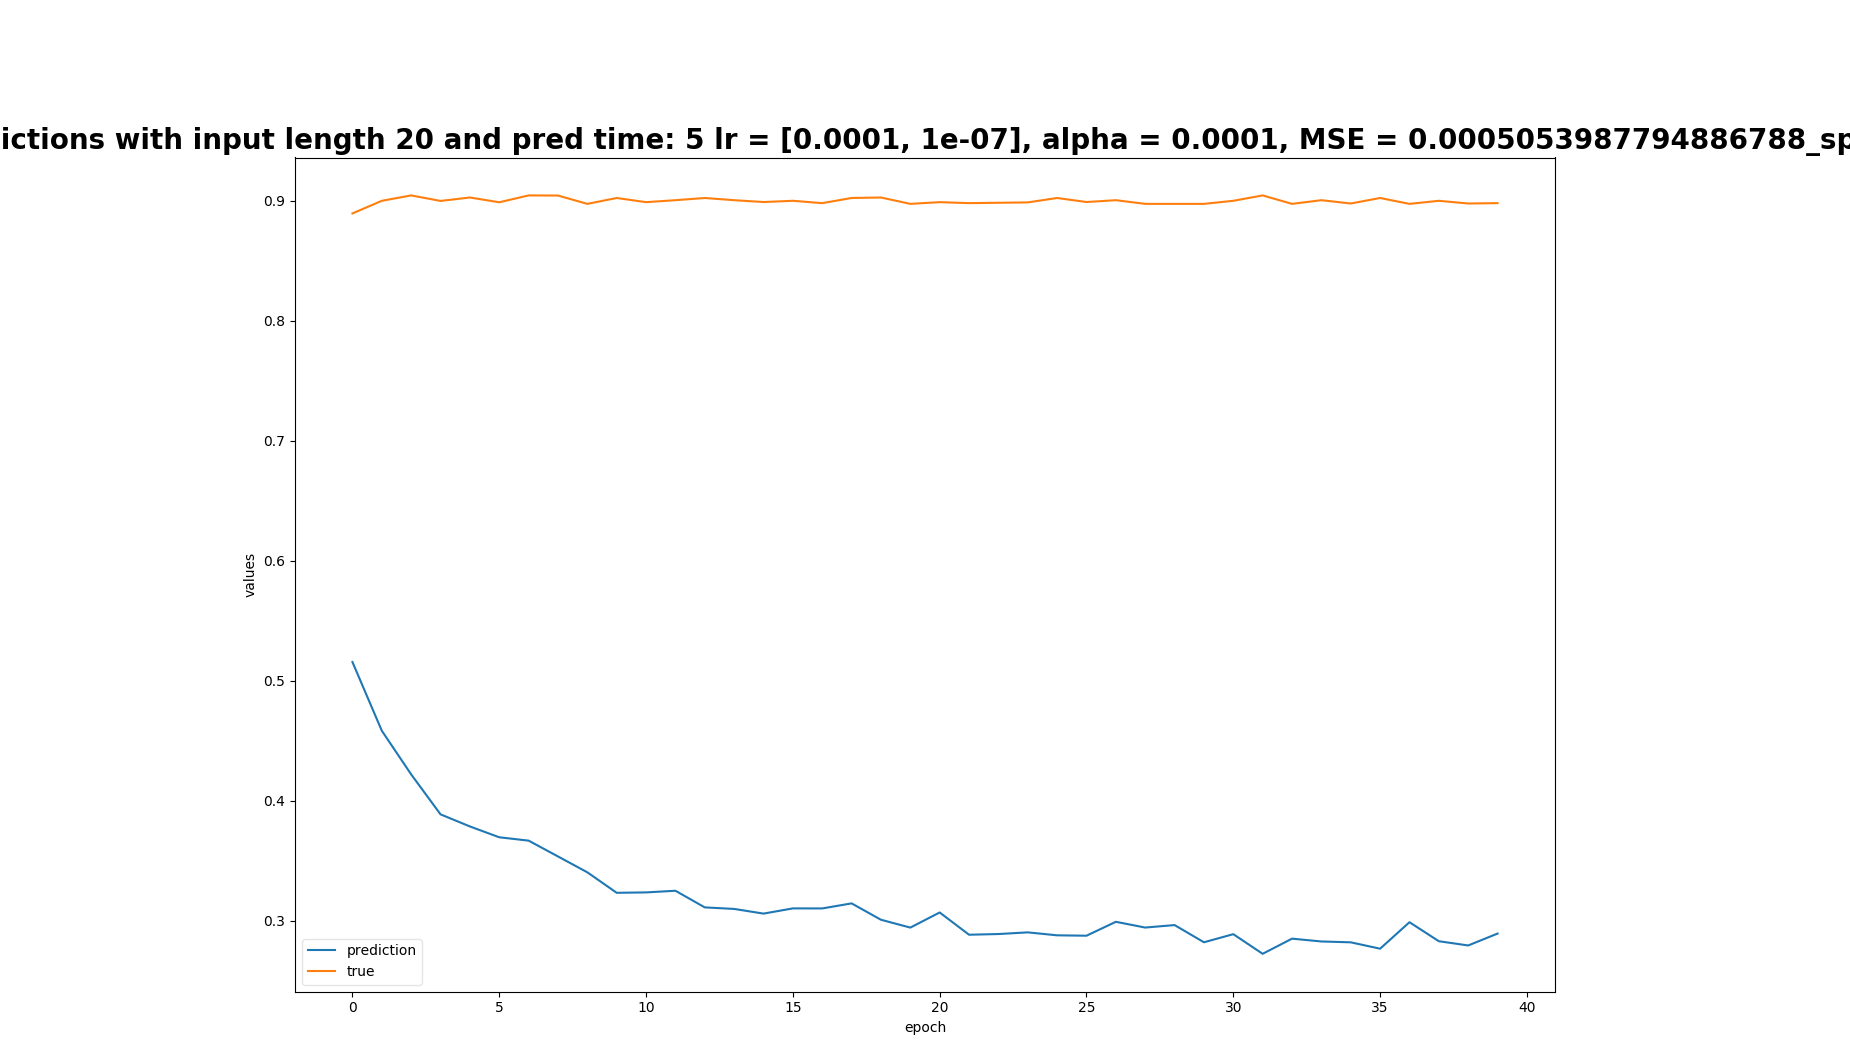 ictions with input length 20 and pred time: 5 lr = [0.0001, 1e-07], alpha = 0.0001, MSE = 0.0005053987794886788_sp
0.9
0.8
0.7
0.6
0.5
0.4
0.3
values
prediction
true
0 5 10 15 20 25 30 35 40
epoch